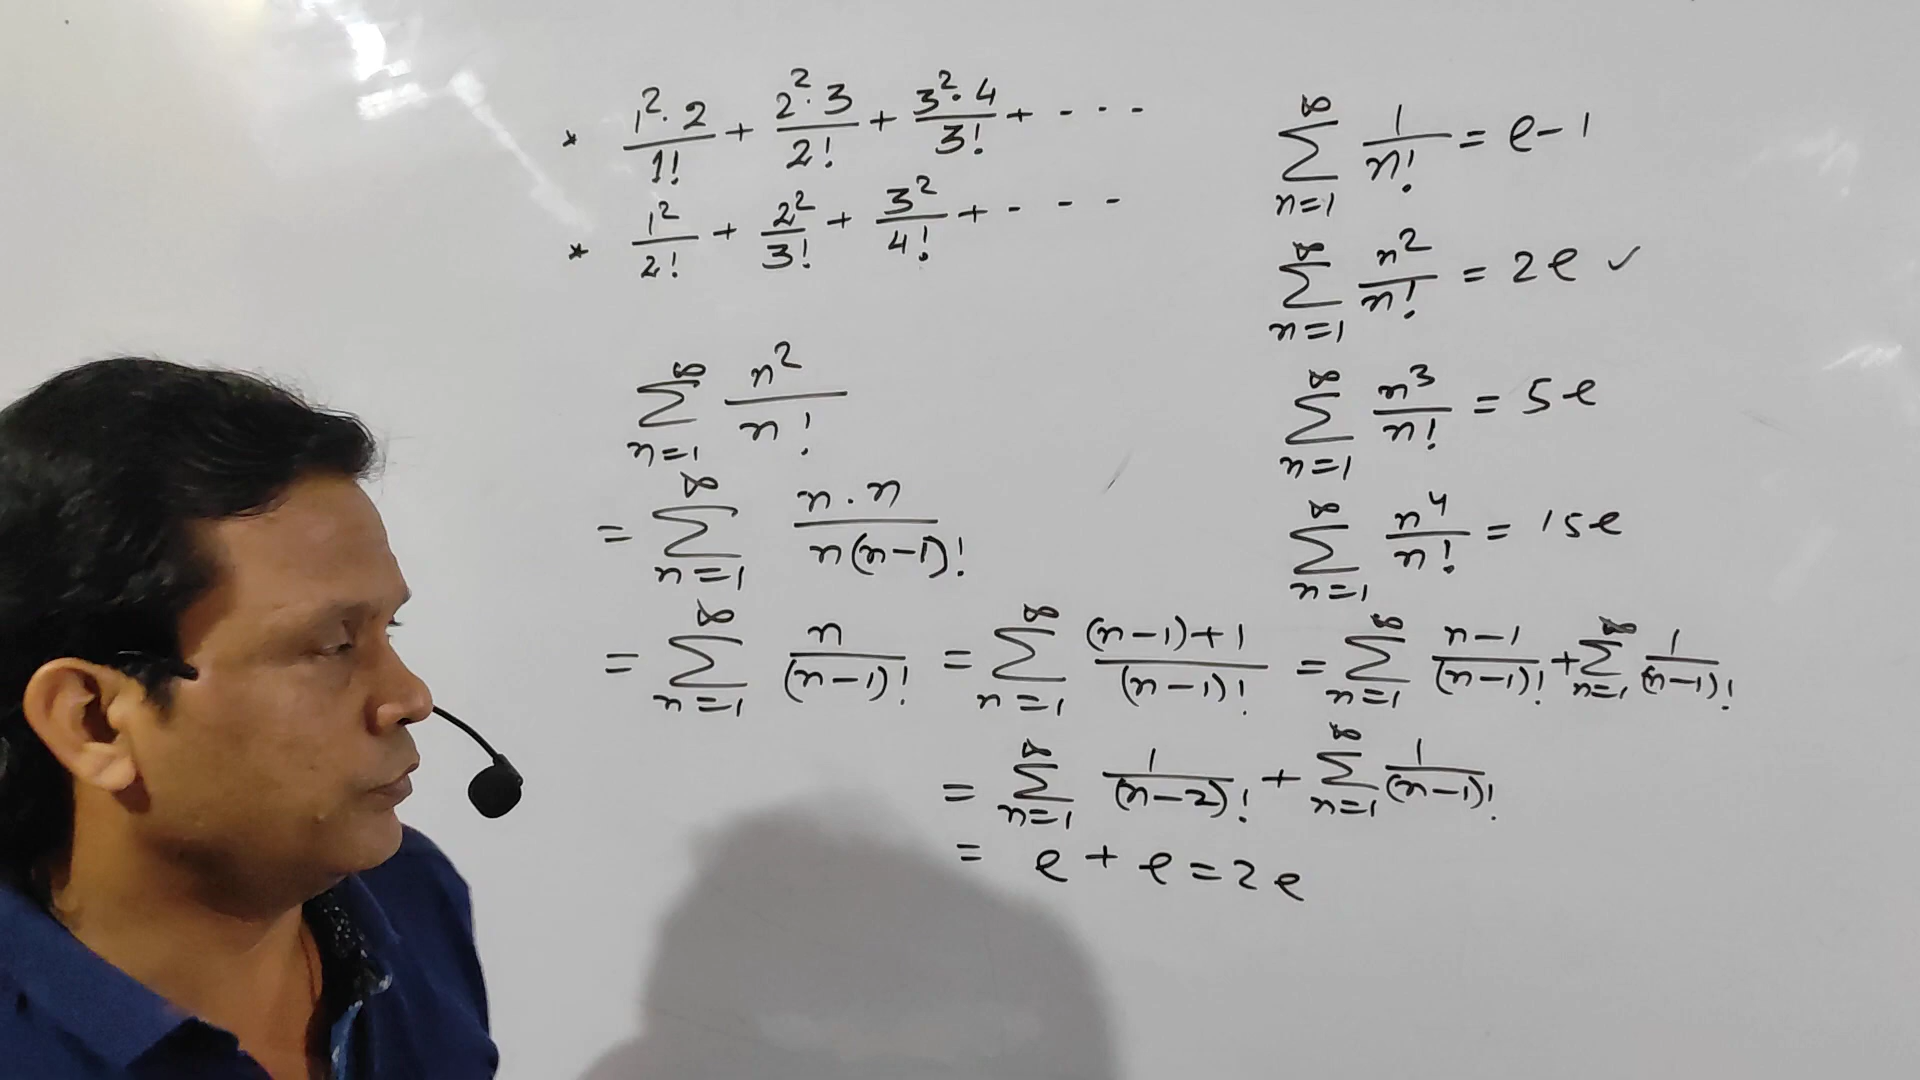 * 1²·2/1! + 2²·3/2! + 3²·4/3! + - - - -
* 1²/2! + 2²/3! + 3²/4! + - - - -
∞∑n=1 n²/n!
= ∞∑n=1 n·n/n(n-1)!
= ∞∑n=1 n/(n-1)! = ∞∑n=1 (n-1)+1/(n-1)! = ∞∑n=1 n-1/(n-1)! + ∞∑n=1 1/(n-1)!
= ∞∑n=1 1/(n-2)! + ∞∑n=1 1/(n-1)!
= e + e = 2e
∞∑n=1 1/n! = e-1
∞∑n=1 n²/n! = 2e ✓
∞∑n=1 n³/n! = 5e
∞∑n=1 n⁴/n! = 15e